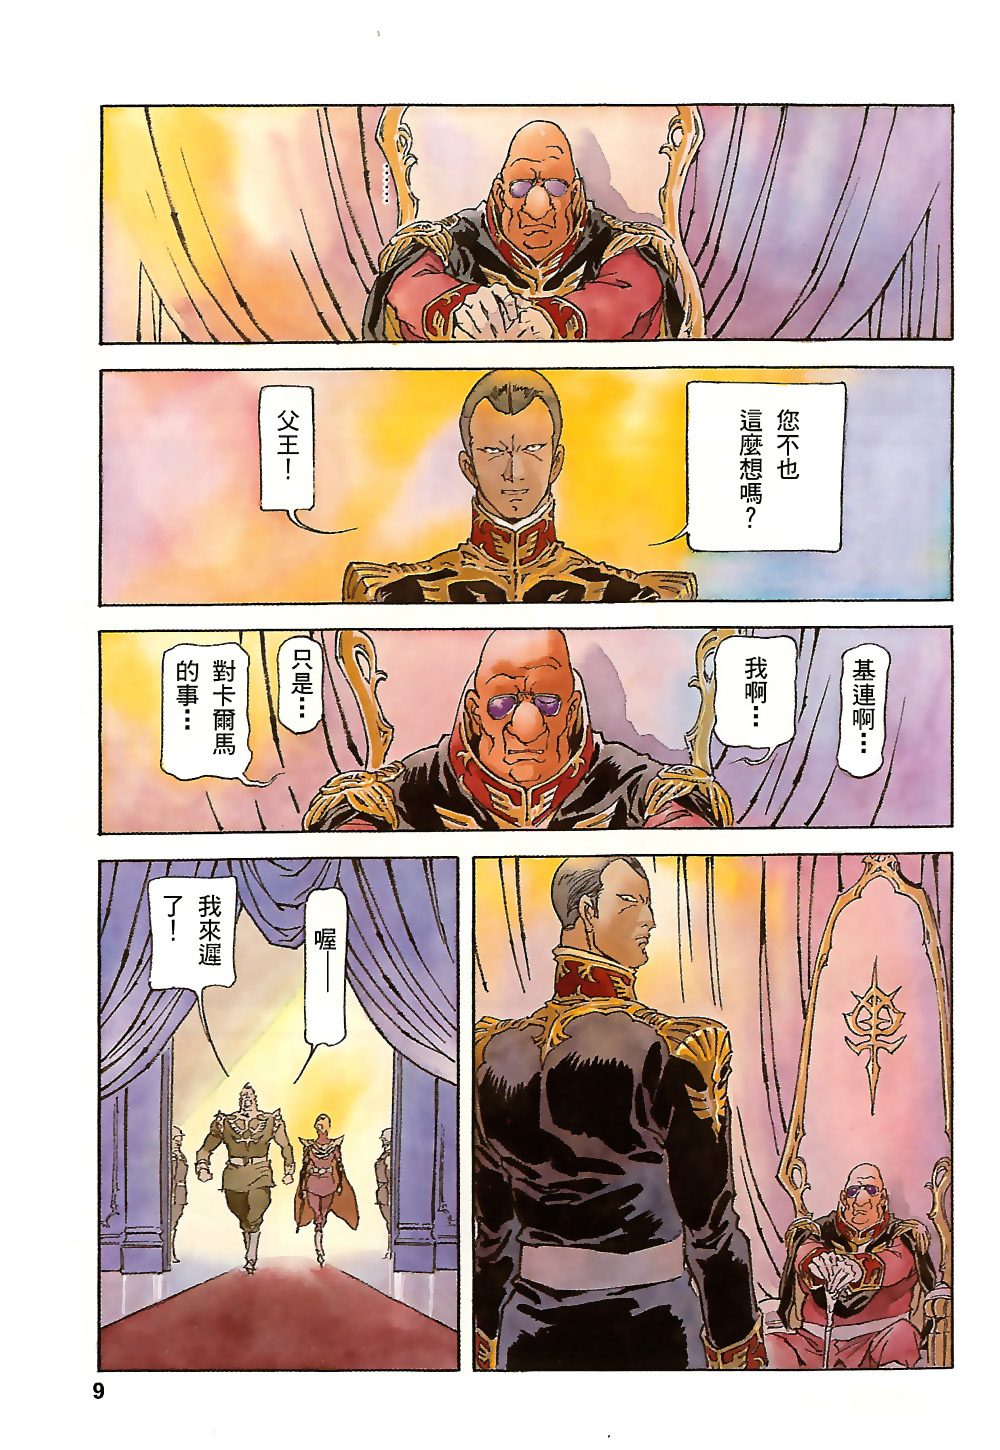 ……
您不也
這麼想嗎？
父王！
基連啊…
我啊…
只是…
對卡爾馬
的事…
喔——
我來遲
了！
9